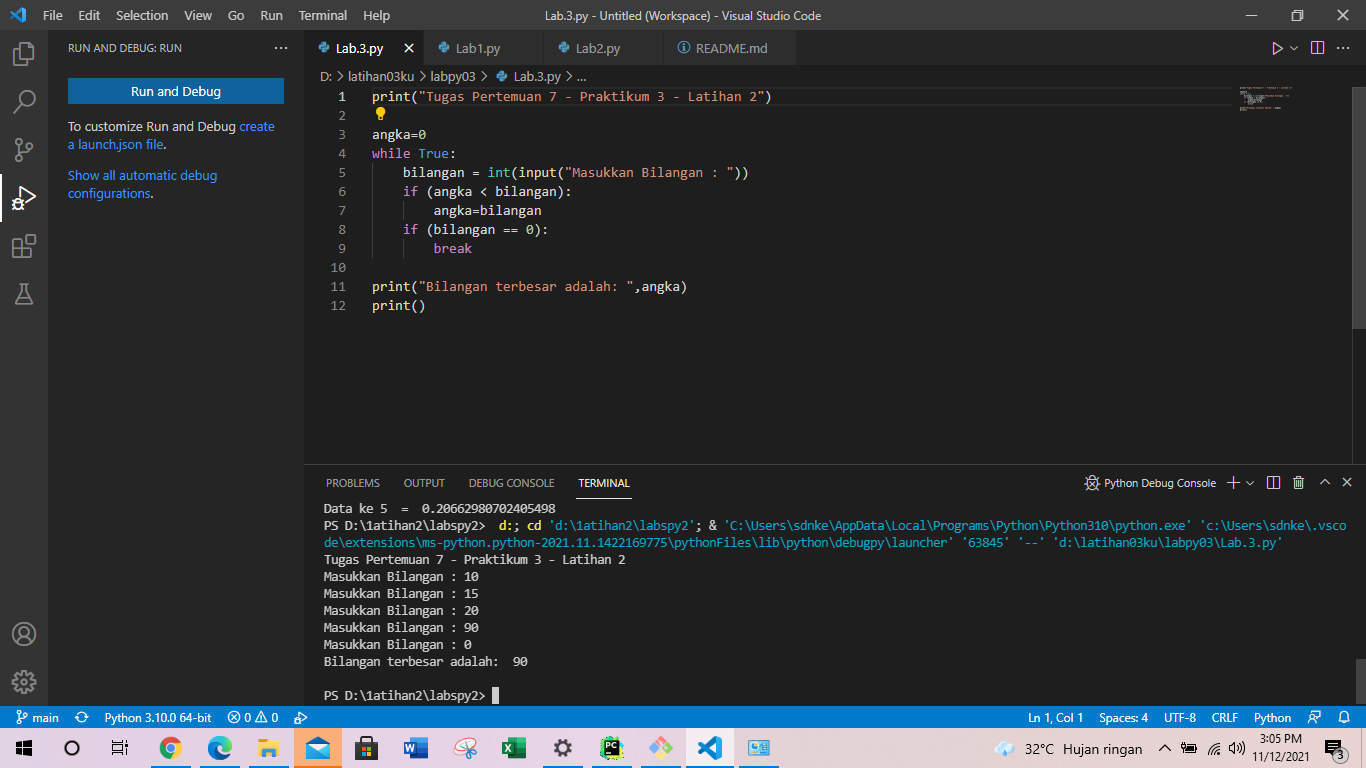 File Edit Selection View Go Run Terminal Help
Lab.3.py - Untitled (Workspace) - Visual Studio Code
RUN AND DEBUG: RUN
Run and Debug
To customize Run and Debug create
a launch.json file.
Show all automatic debug
configurations.
Lab.3.py Lab1.py Lab2.py README.md
D: > latihan03ku > labpy03 > Lab.3.py > ...
1 print("Tugas Pertemuan 7 - Praktikum 3 - Latihan 2")
2
3 angka=0
4 while True:
5     bilangan = int(input("Masukkan Bilangan : "))
6     if (angka < bilangan):
7         angka=bilangan
8     if (bilangan == 0):
9         break
10
11 print("Bilangan terbesar adalah: ",angka)
12 print()
PROBLEMS OUTPUT DEBUG CONSOLE TERMINAL
Python Debug Console
Data ke 5  =  0.20662980702405498
PS D:\1atihan2\labspy2>  d:; cd 'd:\1atihan2\labspy2'; & 'C:\Users\sdnke\AppData\Local\Programs\Python\Python310\python.exe' 'c:\Users\sdnke\.vsco
de\extensions\ms-python.python-2021.11.1422169775\pythonFiles\lib\python\debugpy\launcher' '63845' '--' 'd:\latihan03ku\labpy03\Lab.3.py'
Tugas Pertemuan 7 - Praktikum 3 - Latihan 2
Masukkan Bilangan : 10
Masukkan Bilangan : 15
Masukkan Bilangan : 20
Masukkan Bilangan : 90
Masukkan Bilangan : 0
Bilangan terbesar adalah:  90
PS D:\1atihan2\labspy2>
main Python 3.10.0 64-bit 0 0 Ln 1, Col 1 Spaces: 4 UTF-8 CRLF Python
32°C Hujan ringan
3:05 PM
11/12/2021
3